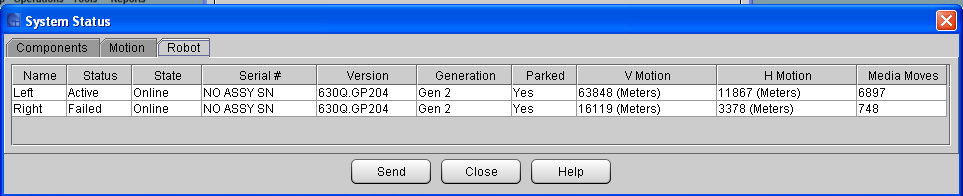 Operations Tools Reports
System Status
Components Motion Robot
Name Status State Serial # Version Generation Parked V Motion H Motion Media Moves
Left Active Online NO ASSY SN 630Q.GP204 Gen 2 Yes 63848 (Meters) 11867 (Meters) 6897
Right Failed Online NO ASSY SN 630Q.GP204 Gen 2 Yes 16119 (Meters) 3378 (Meters) 748
Send Close Help